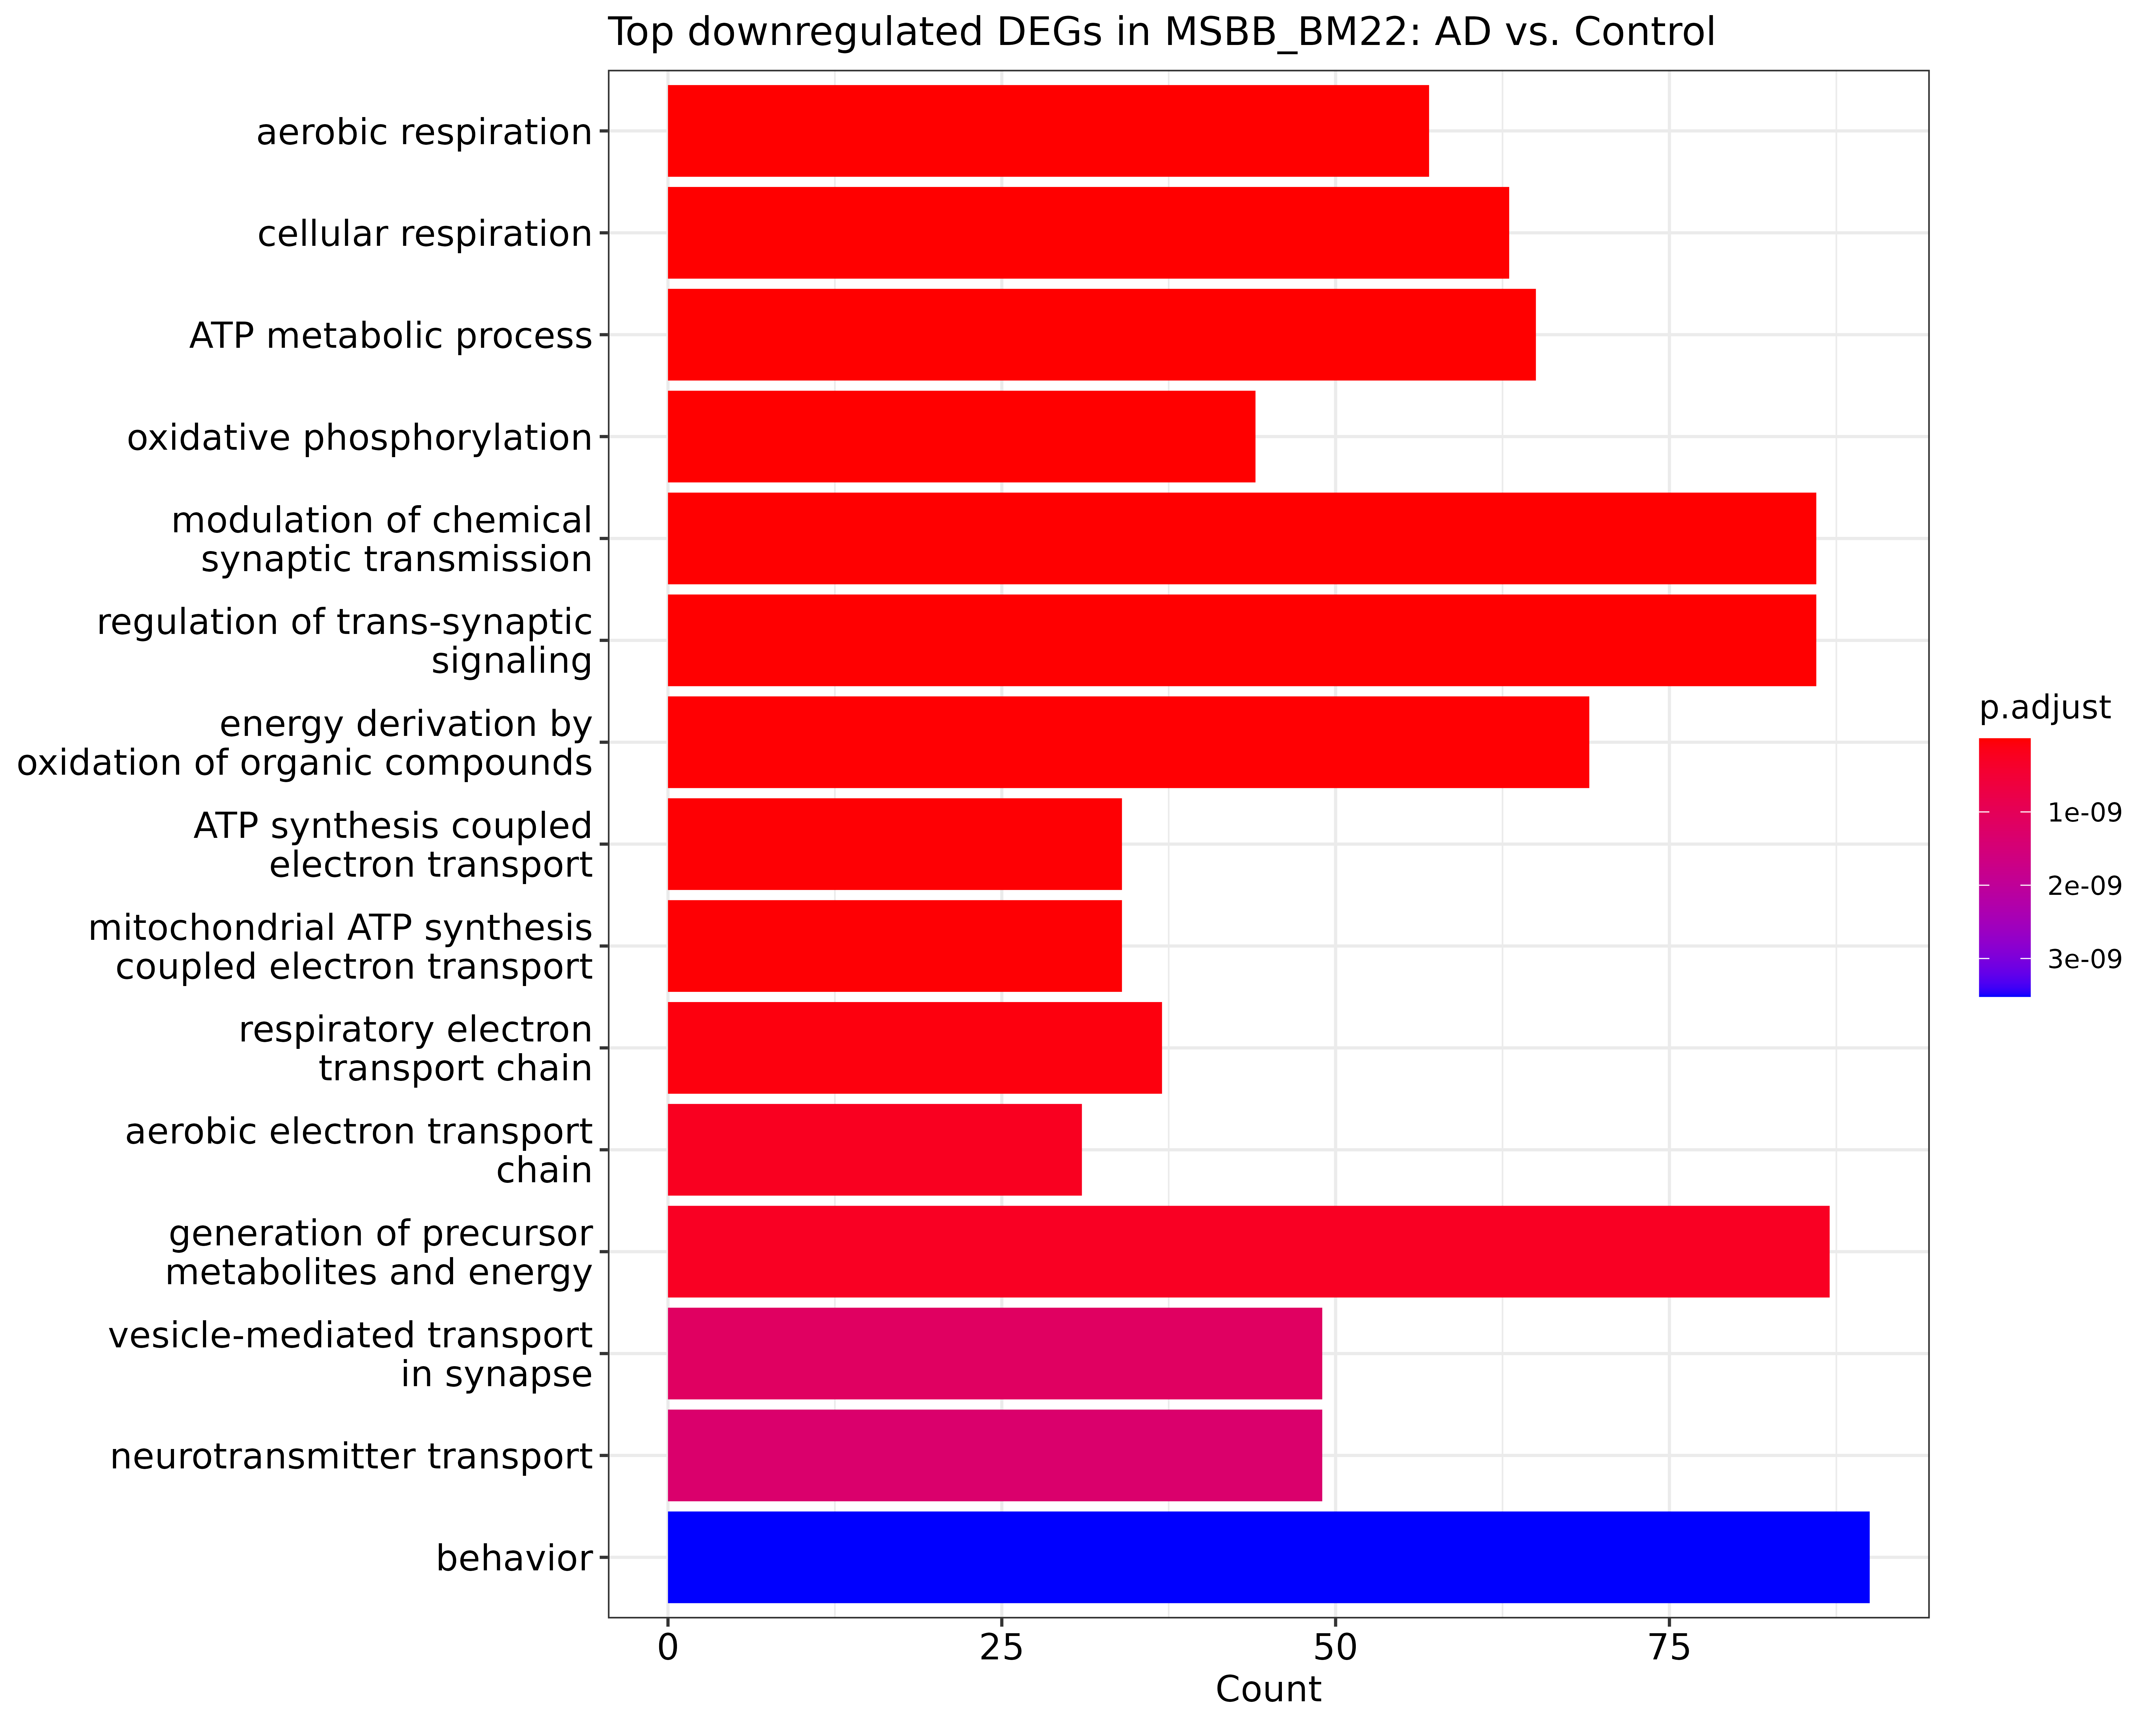 Top downregulated DEGs in MSBB_BM22: AD vs. Control
aerobic respiration
cellular respiration
ATP metabolic process
oxidative phosphorylation
modulation of chemical
synaptic transmission
regulation of trans-synaptic
signaling
energy derivation by
oxidation of organic compounds
ATP synthesis coupled
electron transport
mitochondrial ATP synthesis
coupled electron transport
respiratory electron
transport chain
aerobic electron transport
chain
generation of precursor
metabolites and energy
vesicle-mediated transport
in synapse
neurotransmitter transport
behavior
0 25 50 75
Count
p.adjust
1e-09
2e-09
3e-09